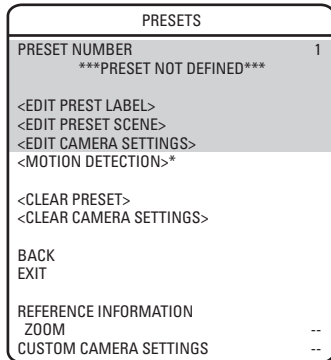 PRESETS
PRESET NUMBER 1
***PRESET NOT DEFINED***
<EDIT PREST LABEL>
<EDIT PRESET SCENE>
<EDIT CAMERA SETTINGS>
<MOTION DETECTION>*
<CLEAR PRESET>
<CLEAR CAMERA SETTINGS>
BACK
EXIT
REFERENCE INFORMATION
ZOOM --
CUSTOM CAMERA SETTINGS --